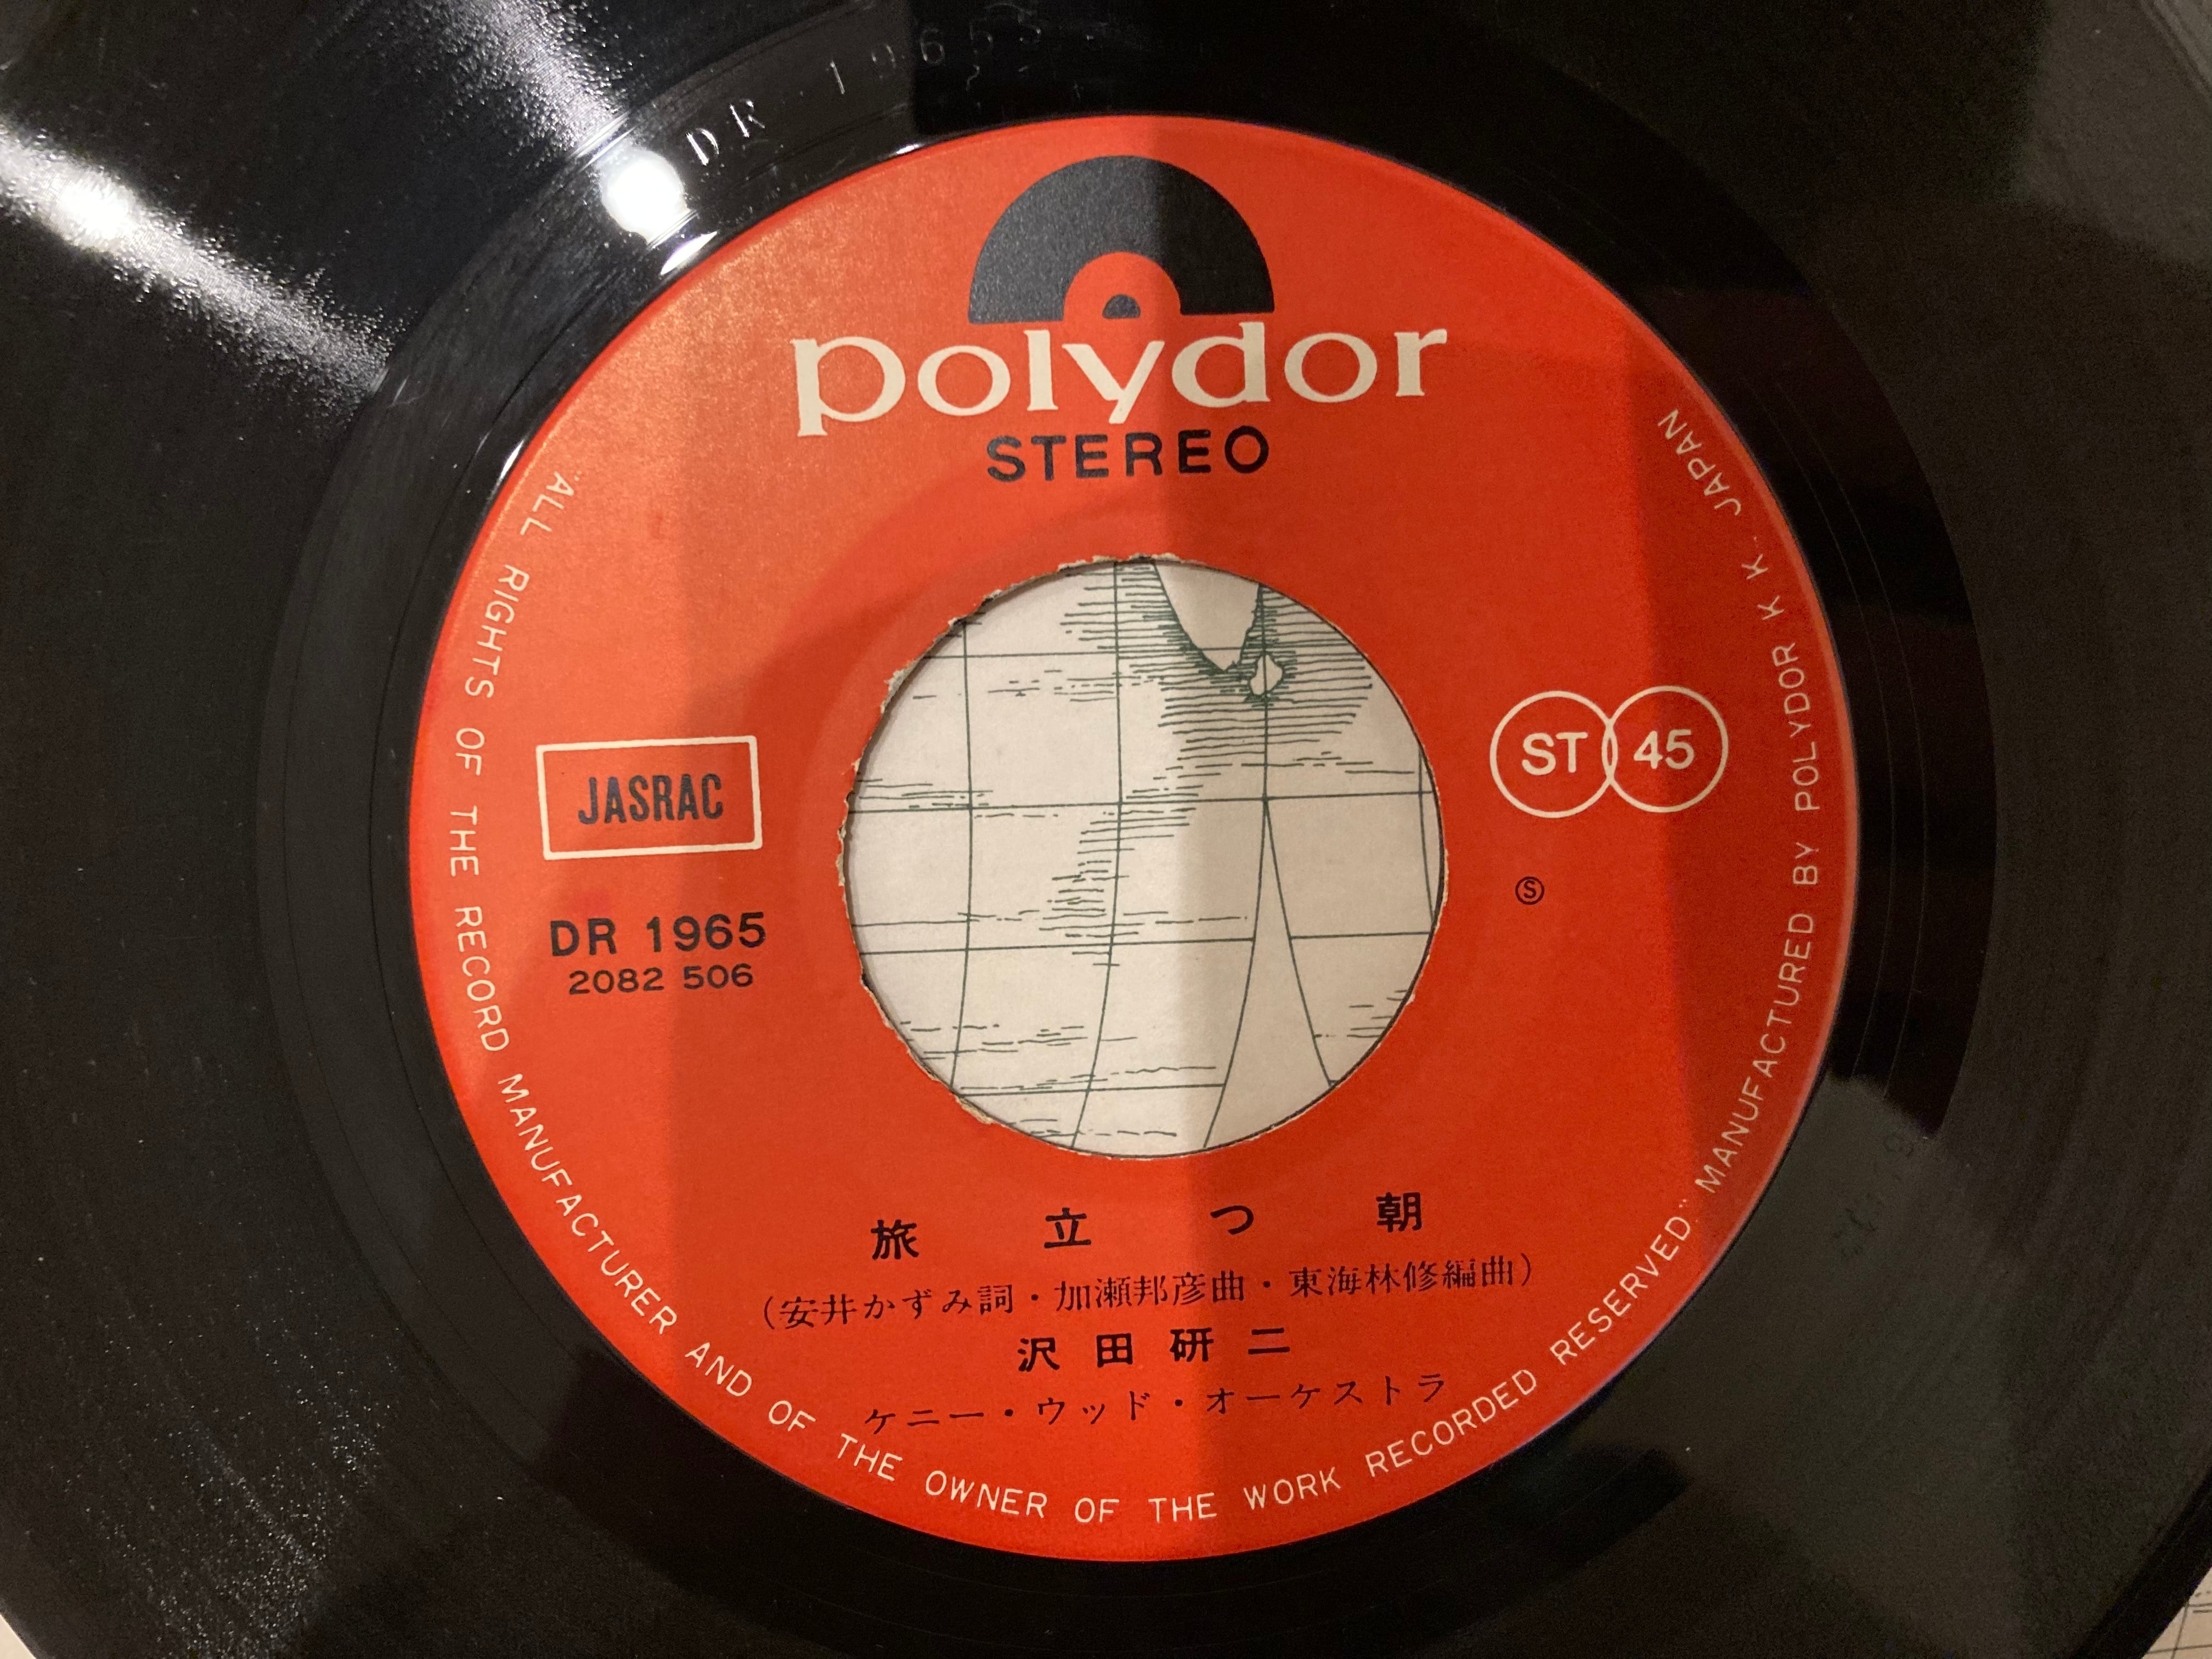 DR 1965
polydor
STEREO
JASRAC
ST 45
DR 1965
2082 506
Ⓢ
旅立つ朝
(安井かずみ詞・加瀬邦彦曲・東海林修編曲)
沢田研二
ケニー・ウッド・オーケストラ
"ALL RIGHTS OF THE RECORD MANUFACTURER AND OF THE OWNER OF THE WORK RECORDED RESERVED" MANUFACTURED BY POLYDOR K. K. JAPAN